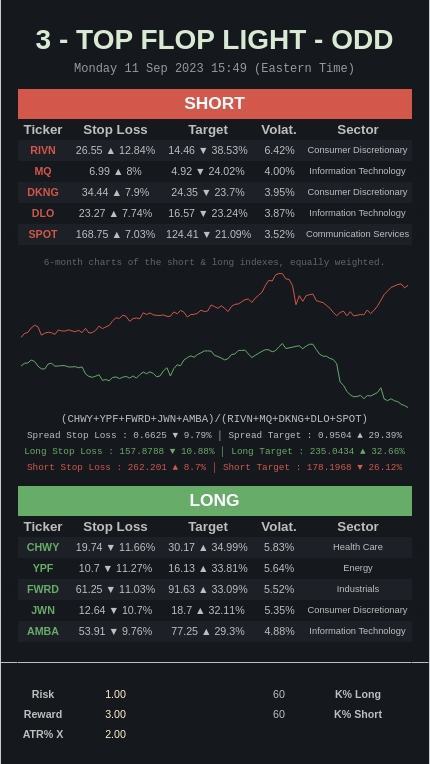 3 - TOP FLOP LIGHT - ODD
Monday 11 Sep 2023 15:49 (Eastern Time)
SHORT
Ticker Stop Loss Target Volat. Sector
RIVN 26.55 ▲ 12.84% 14.46 ▼ 38.53% 6.42% Consumer Discretionary
MQ 6.99 ▲ 8% 4.92 ▼ 24.02% 4.00% Information Technology
DKNG 34.44 ▲ 7.9% 24.35 ▼ 23.7% 3.95% Consumer Discretionary
DLO 23.27 ▲ 7.74% 16.57 ▼ 23.24% 3.87% Information Technology
SPOT 168.75 ▲ 7.03% 124.41 ▼ 21.09% 3.52% Communication Services
6-month charts of the short & long indexes, equally weighted.
(CHWY+YPF+FWRD+JWN+AMBA)/(RIVN+MQ+DKNG+DLO+SPOT)
Spread Stop Loss : 0.6625 ▼ 9.79% | Spread Target : 0.9504 ▲ 29.39%
Long Stop Loss : 157.8788 ▼ 10.88% | Long Target : 235.0434 ▲ 32.66%
Short Stop Loss : 262.201 ▲ 8.7% | Short Target : 178.1968 ▼ 26.12%
LONG
Ticker Stop Loss Target Volat. Sector
CHWY 19.74 ▼ 11.66% 30.17 ▲ 34.99% 5.83% Health Care
YPF 10.7 ▼ 11.27% 16.13 ▲ 33.81% 5.64% Energy
FWRD 61.25 ▼ 11.03% 91.63 ▲ 33.09% 5.52% Industrials
JWN 12.64 ▼ 10.7% 18.7 ▲ 32.11% 5.35% Consumer Discretionary
AMBA 53.91 ▼ 9.76% 77.25 ▲ 29.3% 4.88% Information Technology
Risk 1.00 60 K% Long
Reward 3.00 60 K% Short
ATR% X 2.00